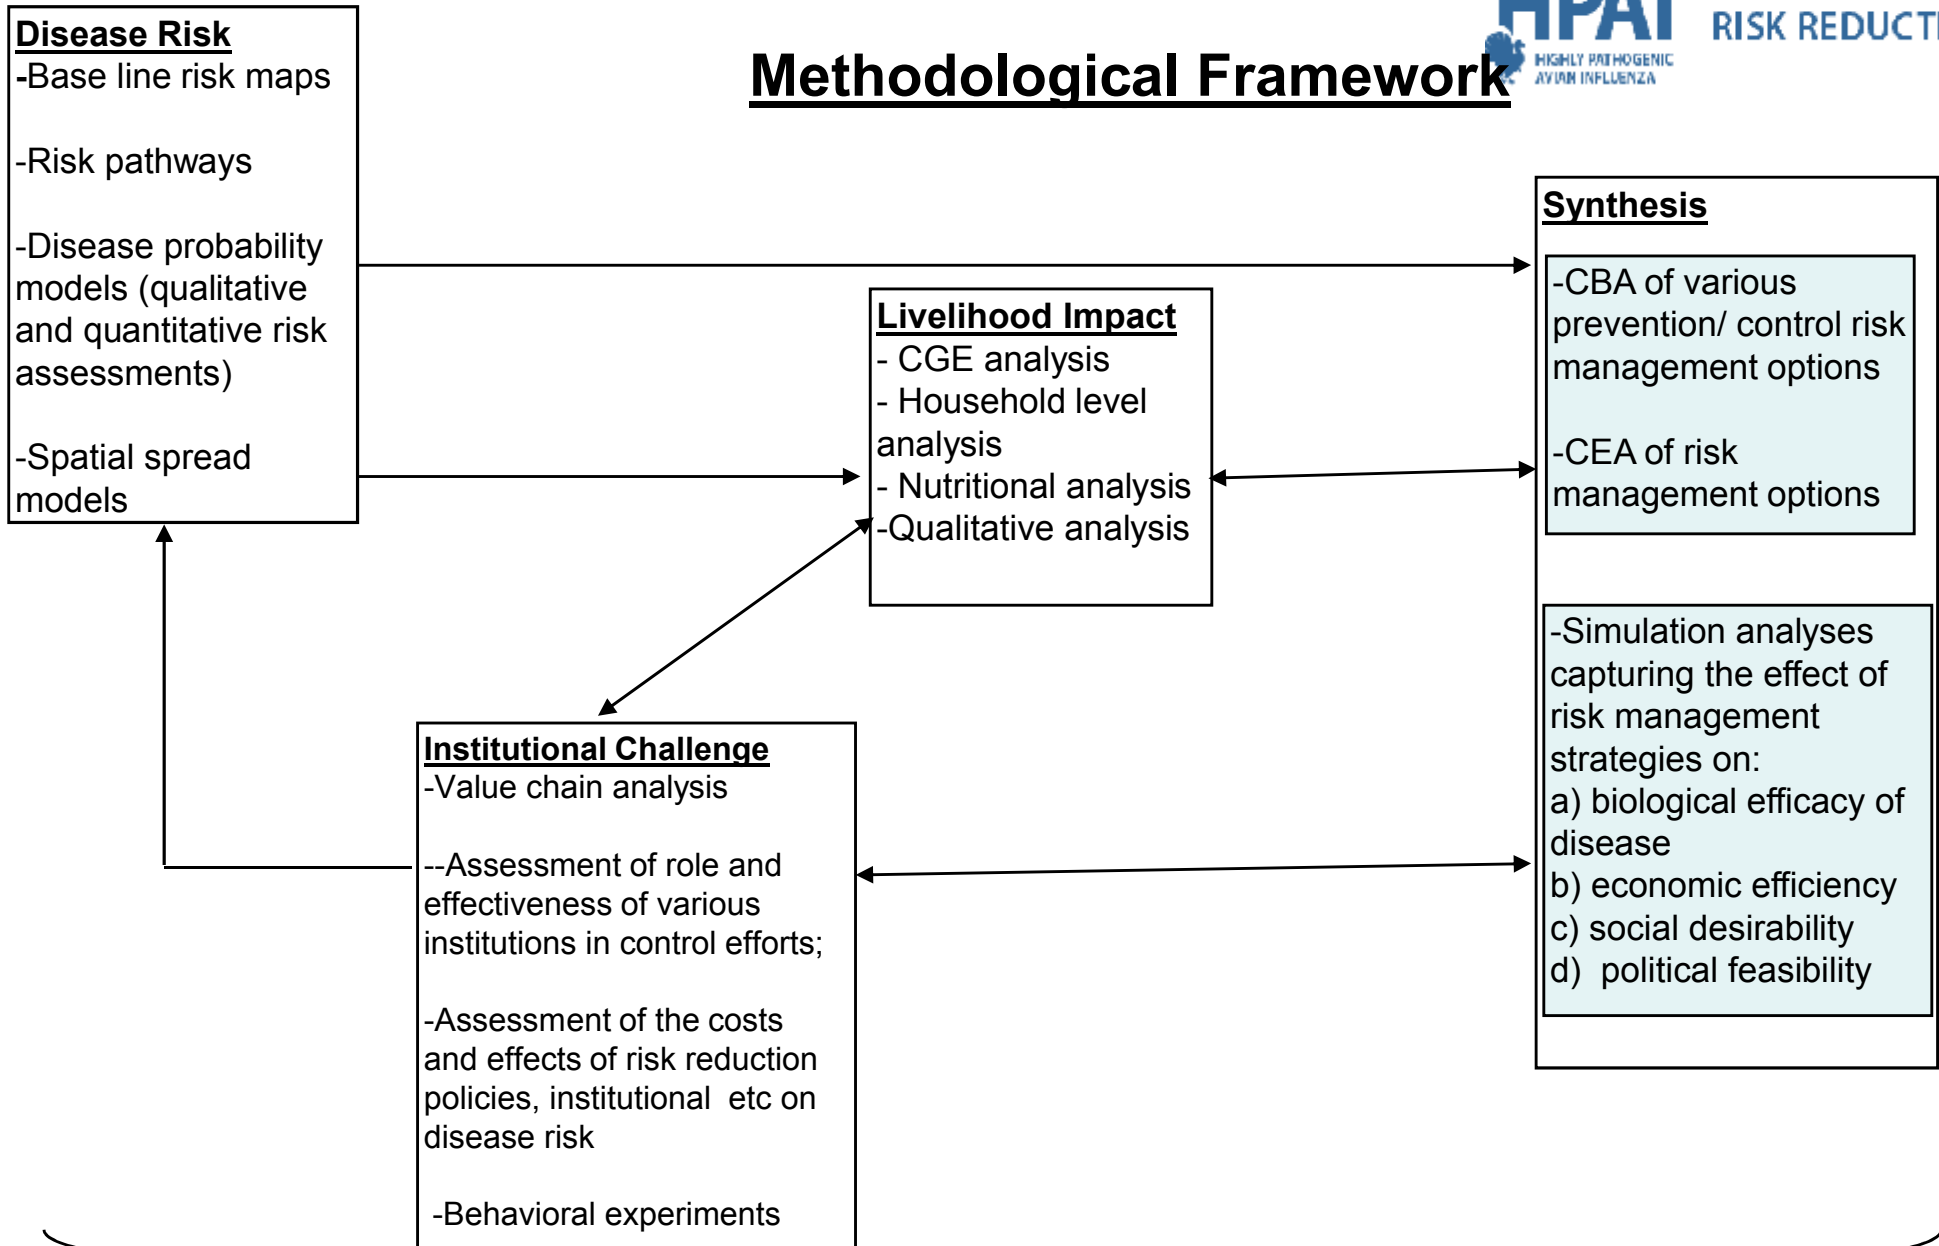 Disease Risk
-Base line risk maps
-Risk pathways
-Disease probability
models (qualitative
and quantitative risk
assessments)
-Spatial spread
models
Methodological Framework
HPAI
HIGHLY PATHOGENIC
AVIAN INFLUENZA
RISK
Livelihood Impact
- CGE analysis
- Household level
analysis
- Nutritional analysis
-Qualitative analysis
Institutional Challenge
-Value chain analysis
--Assessment of role and
effectiveness of various
institutions in control efforts;
-Assessment of the costs
and effects of risk reduction
policies, institutional etc on
disease risk
-Behavioral experiments
Synthesis
-CBA of various
prevention/ control risk
management options
-CEA of risk
management options
-Simulation analyses
capturing the effect of
risk management
strategies on:
a) biological efficacy of
disease
b) economic efficiency
c) social desirability
d) political feasibility